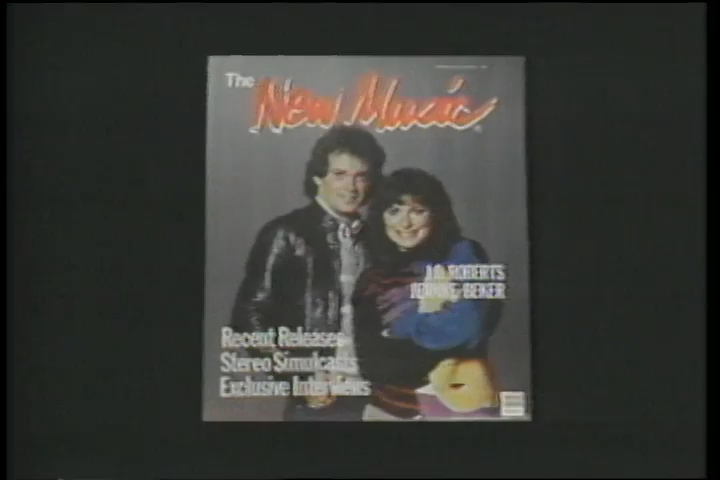 The
New Music
J.D. ROBERTS
JEANNE BEKER
Recent Releases
Stereo Simulcasts
Exclusive Interviews